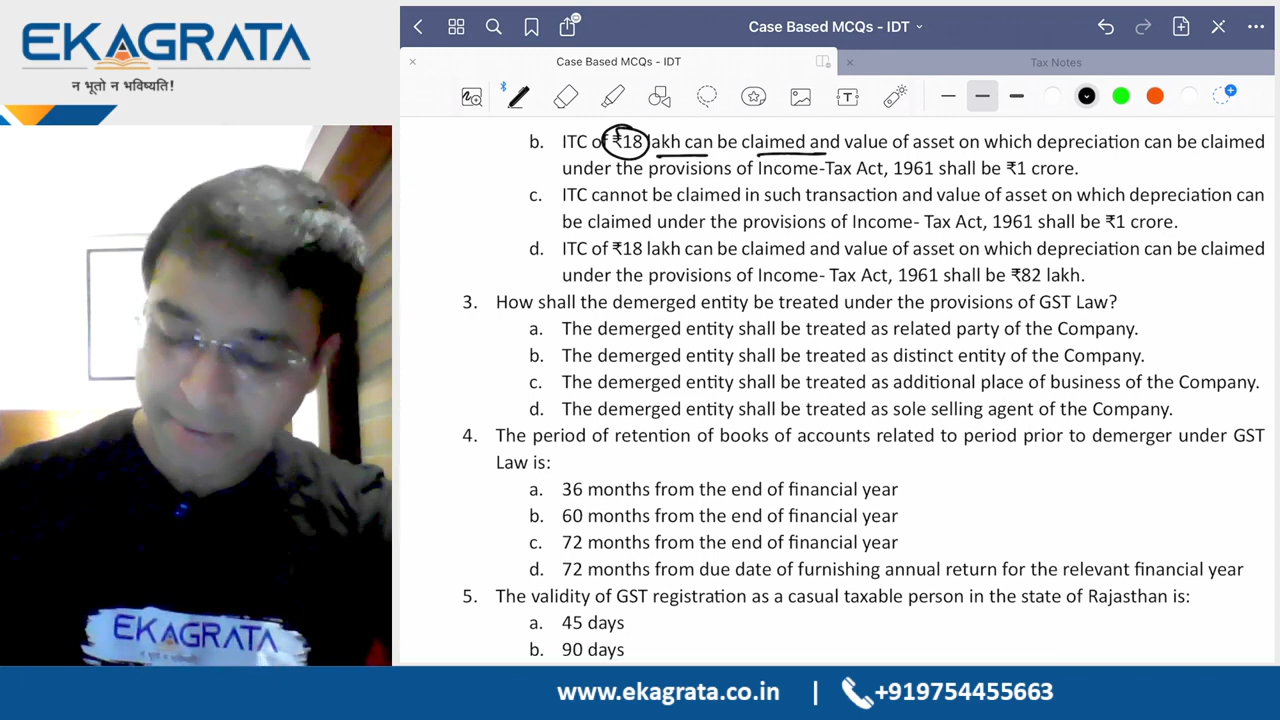 EKAGRATA
न भूतो न भविष्यति!
Case Based MCQs - IDT
Case Based MCQs - IDT
Tax Notes
b. ITC of ₹18 lakh can be claimed and value of asset on which depreciation can be claimed
under the provisions of Income-Tax Act, 1961 shall be ₹1 crore.
c. ITC cannot be claimed in such transaction and value of asset on which depreciation can
be claimed under the provisions of Income- Tax Act, 1961 shall be ₹1 crore.
d. ITC of ₹18 lakh can be claimed and value of asset on which depreciation can be claimed
under the provisions of Income- Tax Act, 1961 shall be ₹82 lakh.
3. How shall the demerged entity be treated under the provisions of GST Law?
a. The demerged entity shall be treated as related party of the Company.
b. The demerged entity shall be treated as distinct entity of the Company.
c. The demerged entity shall be treated as additional place of business of the Company.
d. The demerged entity shall be treated as sole selling agent of the Company.
4. The period of retention of books of accounts related to period prior to demerger under GST
Law is:
a. 36 months from the end of financial year
b. 60 months from the end of financial year
c. 72 months from the end of financial year
d. 72 months from due date of furnishing annual return for the relevant financial year
5. The validity of GST registration as a casual taxable person in the state of Rajasthan is:
a. 45 days
b. 90 days
EKAGRATA
www.ekagrata.co.in | +919754455663